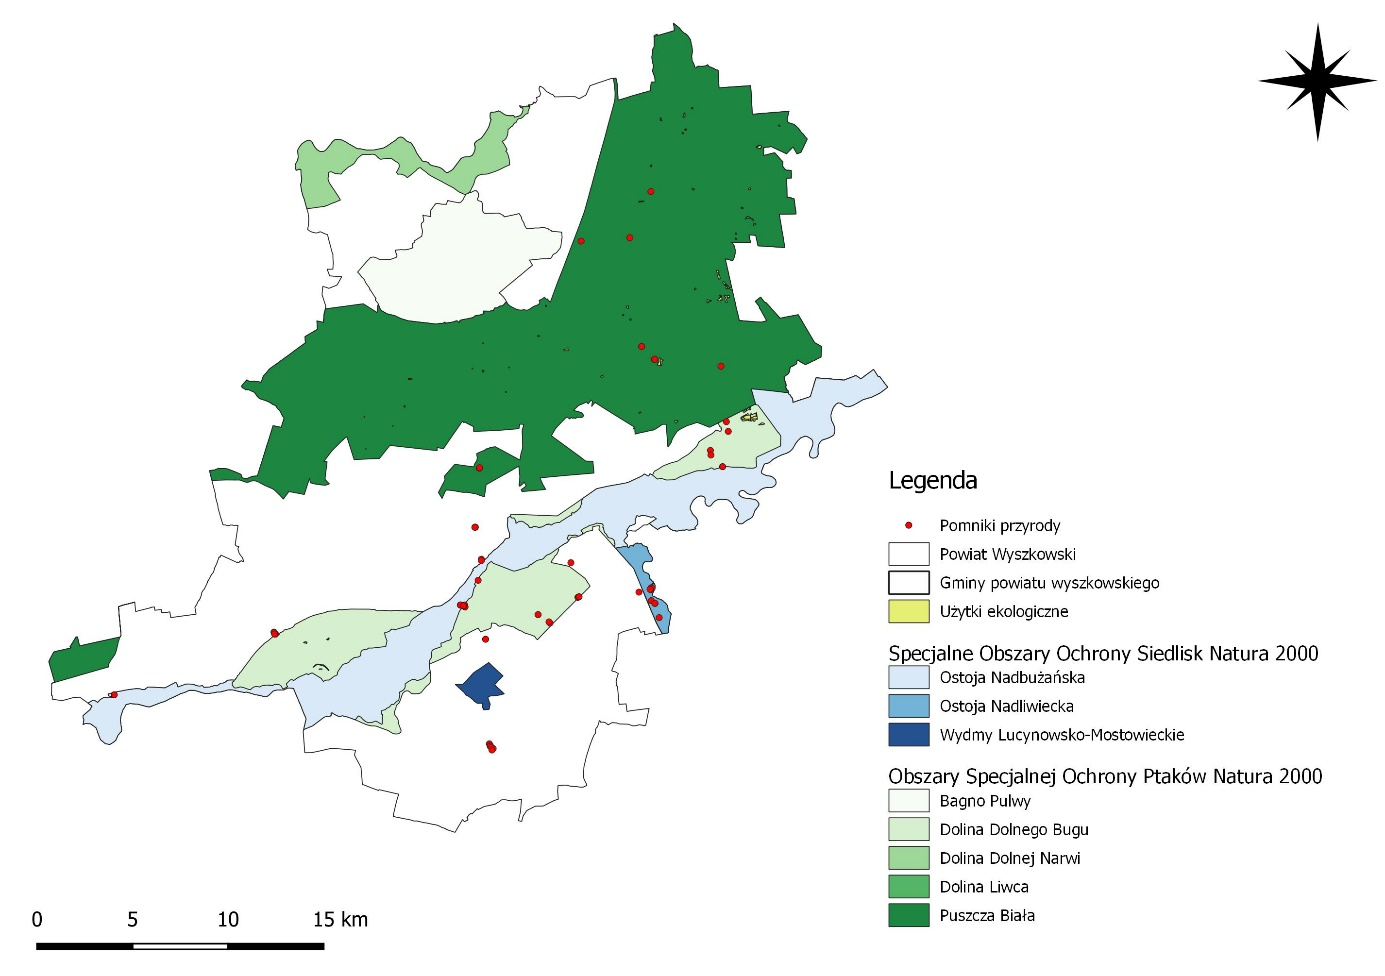 Legenda
Pomniki przyrody
Powiat Wyszkowski
Gminy powiatu wyszkowskiego
Użytki ekologiczne
Specjalne Obszary Ochrony Siedlisk Natura 2000
Ostoja Nadbużańska
Ostoja Nadliwiecka
Wydmy Lucynowsko-Mostowieckie
Obszary Specjalnej Ochrony Ptaków Natura 2000
Bagno Pulwy
Dolina Dolnego Bugu
Dolina Dolnej Narwi
Dolina Liwca
Puszcza Biała
0 5 10 15 km